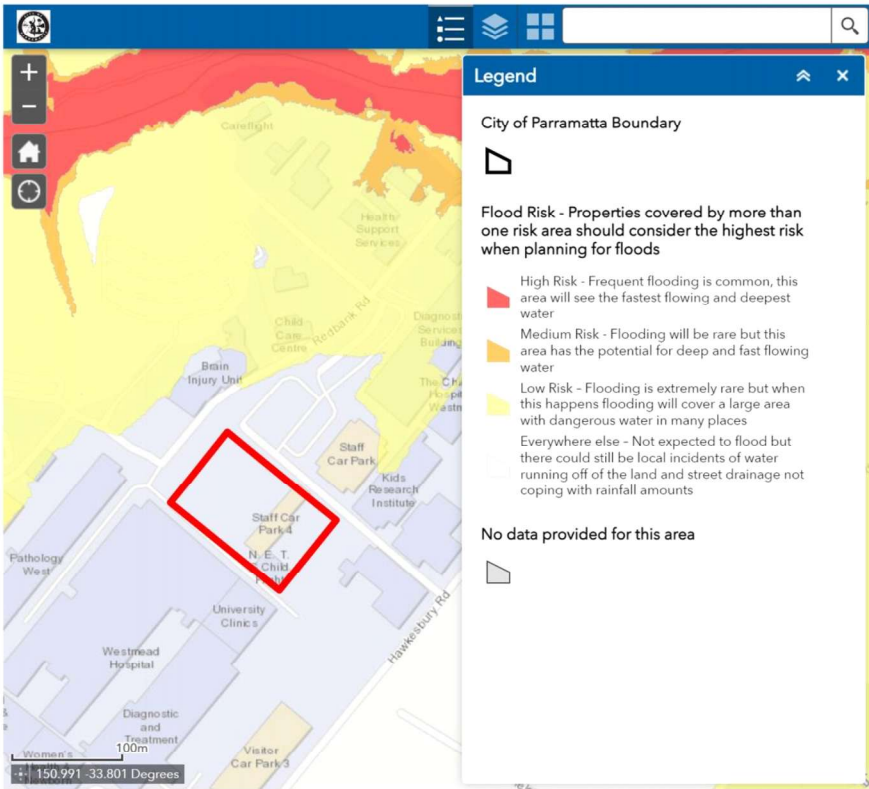 Legend
City of Parramatta Boundary
Flood Risk - Properties covered by more than
one risk area should consider the highest risk
when planning for floods
High Risk - Frequent flooding is common, this
area will see the fastest flowing and deepest
water
Medium Risk - Flooding will be rare but this
area has the potential for deep and fast flowing
water
Low Risk - Flooding is extremely rare but when
this happens flooding will cover a large area
with dangerous water in many places
Everywhere else - Not expected to flood but
there could still be local incidents of water
running off of the land and street drainage not
coping with rainfall amounts
No data provided for this area
Careflight
Health
Support
Services
Redbank Rd
Child
Care
Centre
Brain
Injury Unit
Staff
Car Park
Kids
Research
Institute
Staff Car
Park 4
N. E. T.
Child
Pathology
West
University
Clinics
Hawkesbury Rd
Westmead
Hospital
Diagnostic
and
Treatment
Visitor
Car Park 3
Women's
100m
150.991 -33.801 Degrees